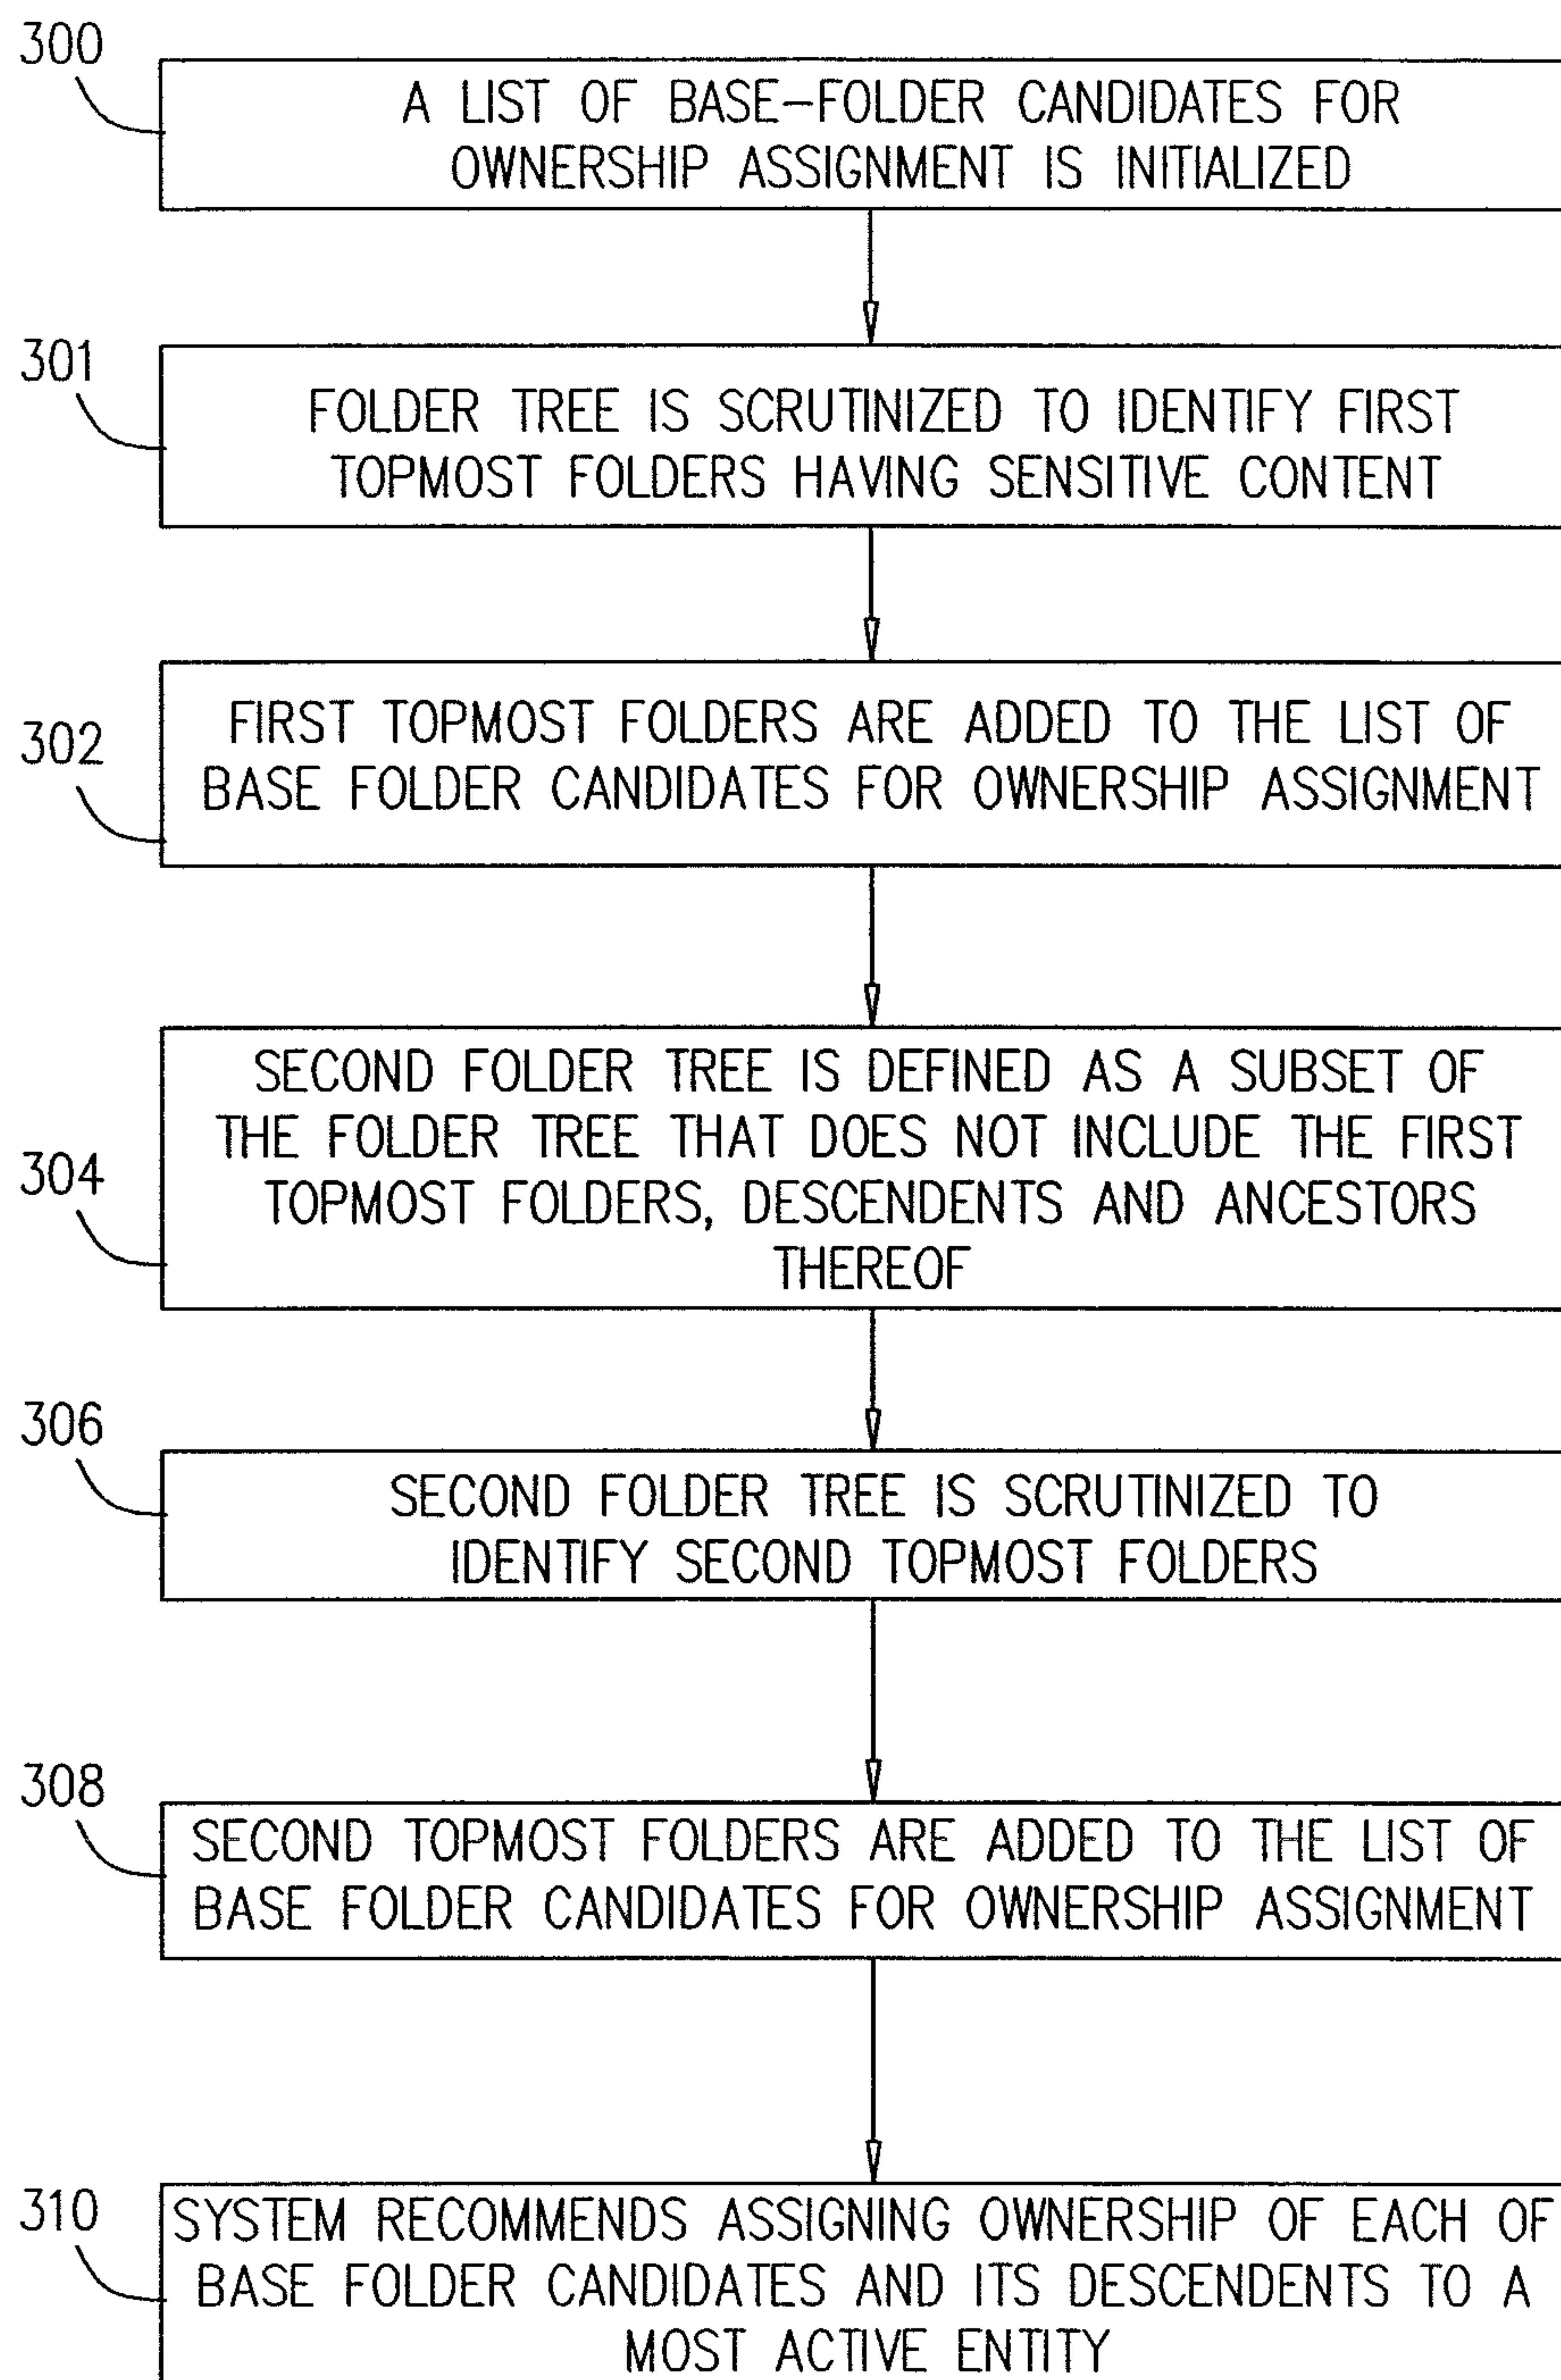 300
A LIST OF BASE-FOLDER CANDIDATES FOR
OWNERSHIP ASSIGNMENT IS INITIALIZED
301
FOLDER TREE IS SCRUTINIZED TO IDENTIFY FIRST
TOPMOST FOLDERS HAVING SENSITIVE CONTENT
302
FIRST TOPMOST FOLDERS ARE ADDED TO THE LIST OF
BASE FOLDER CANDIDATES FOR OWNERSHIP ASSIGNMENT
304
SECOND FOLDER TREE IS DEFINED AS A SUBSET OF
THE FOLDER TREE THAT DOES NOT INCLUDE THE FIRST
TOPMOST FOLDERS, DESCENDENTS AND ANCESTORS
THEREOF
306
SECOND FOLDER TREE IS SCRUTINIZED TO
IDENTIFY SECOND TOPMOST FOLDERS
308
SECOND TOPMOST FOLDERS ARE ADDED TO THE LIST OF
BASE FOLDER CANDIDATES FOR OWNERSHIP ASSIGNMENT
310
SYSTEM RECOMMENDS ASSIGNING OWNERSHIP OF EACH OF
BASE FOLDER CANDIDATES AND ITS DESCENDENTS TO A
MOST ACTIVE ENTITY